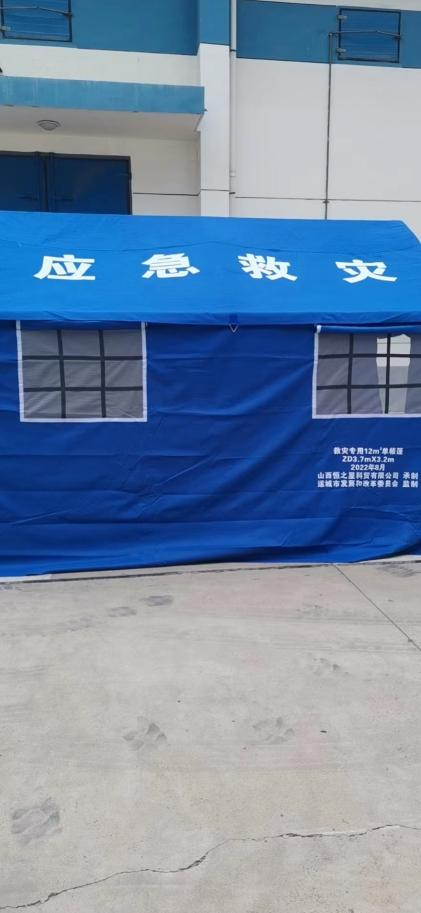 应急救灾
救灾专用12m²单帐篷
ZD3.7mX3.2m
2022年8月
山西恒之星科贸有限公司 承制
运城市发展和改革委员会 监制